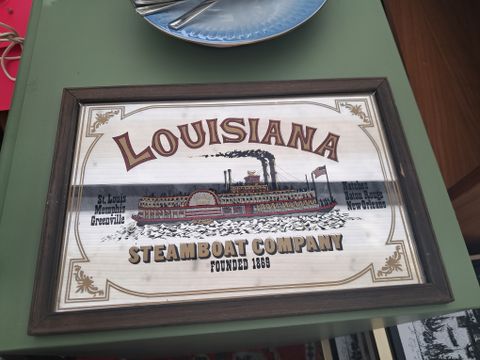 LOUISIANA
St. Louis
Memphis
Greenville
Natchez
Baton Rouge
New Orleans
STEAMBOAT COMPANY
FOUNDED 1869